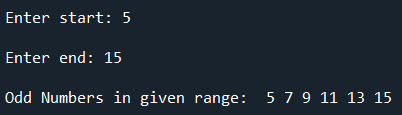 Enter start: 5
Enter end: 15
Odd Numbers in given range:  5 7 9 11 13 15